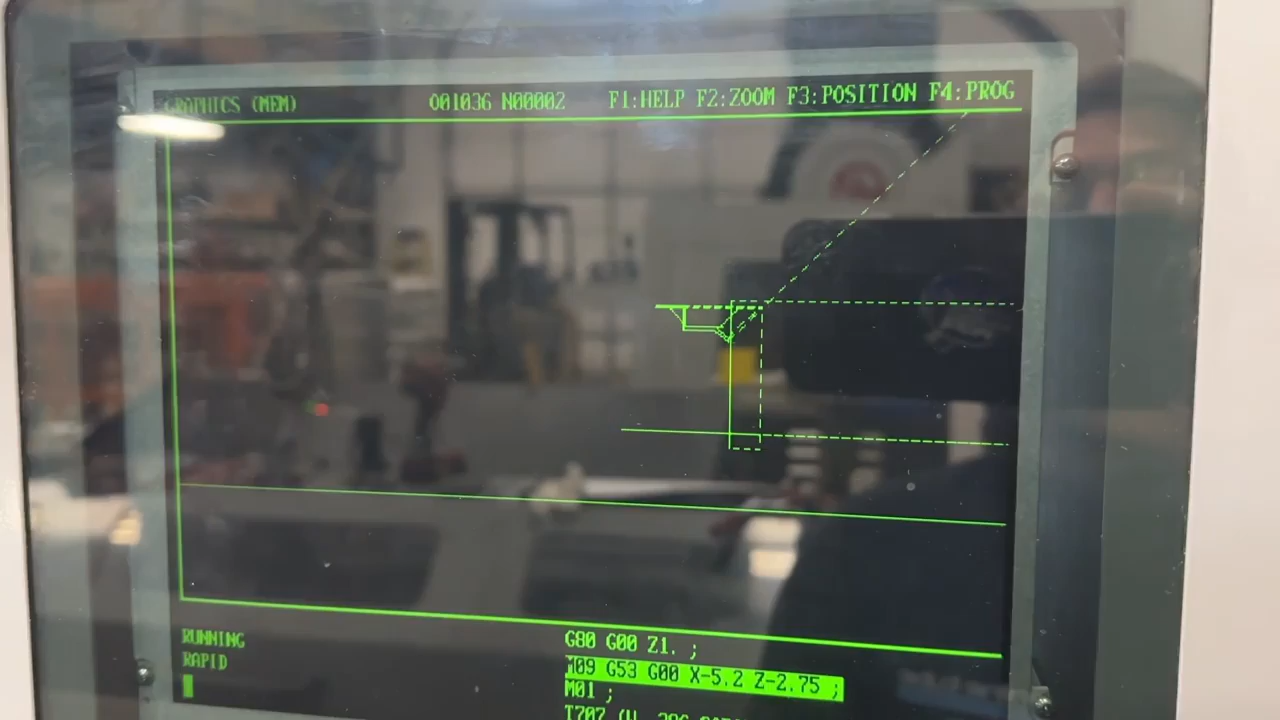 GRAPHICS (MEM) O01036 N00002 F1:HELP F2:ZOOM F3:POSITION F4:PROG
RUNNING
RAPID
G80 G00 Z1. ;
M09 G53 G00 X-5.2 Z-2.75 ;
M01 ;
T707